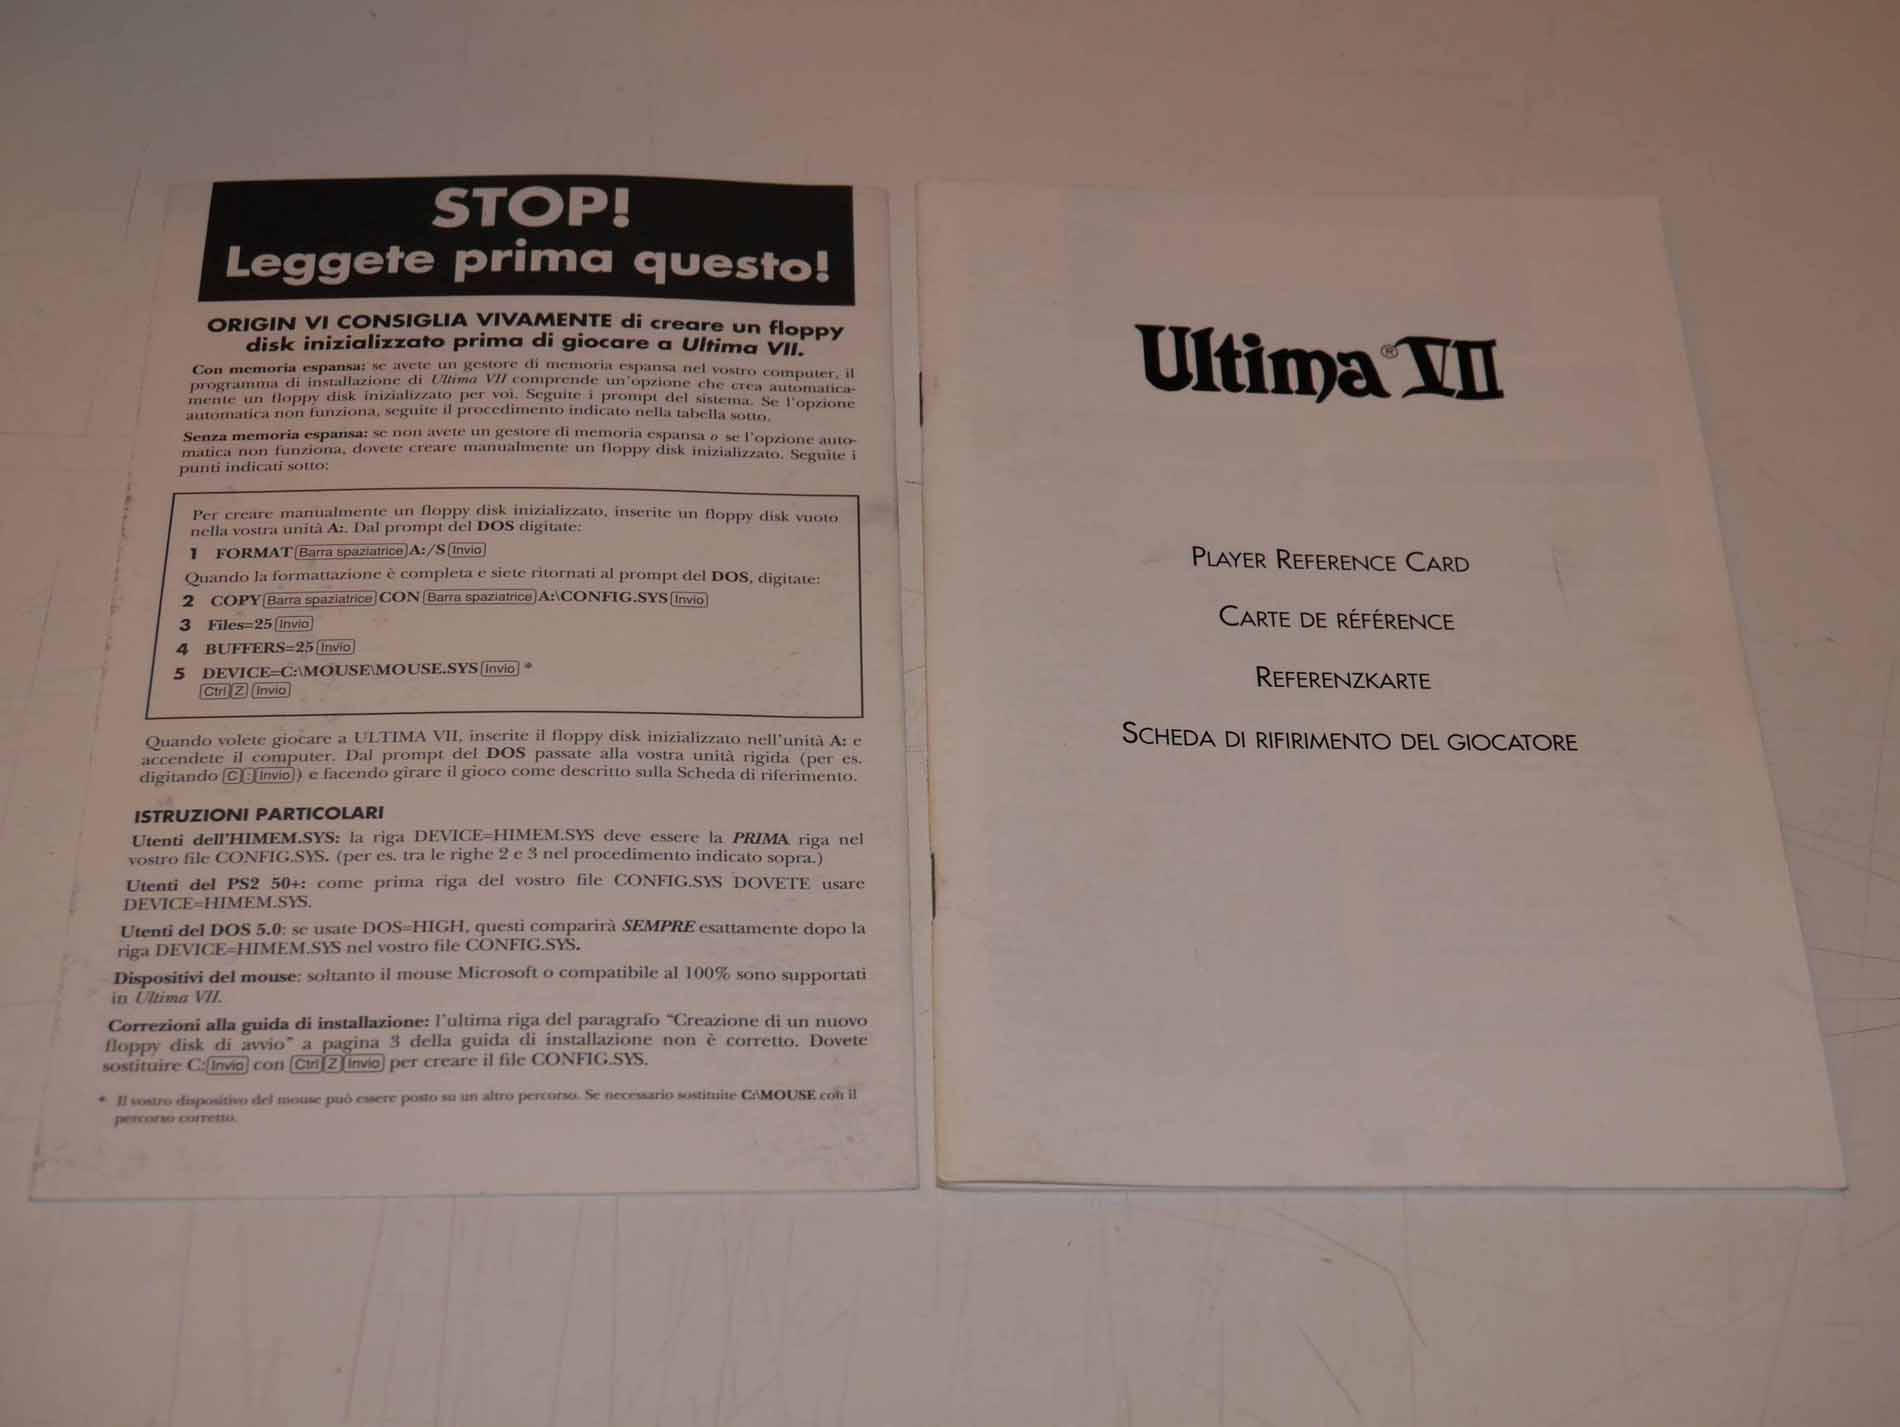 STOP!
Leggete prima questo!
ORIGIN VI CONSIGLIA VIVAMENTE di creare un floppy
disk inizializzato prima di giocare a Ultima VII.
Con memoria espansa: se avete un gestore di memoria espansa nel vostro computer, il
programma di installazione di Ultima VII comprende un'opzione che crea automatica-
mente un floppy disk inizializzato per voi. Seguite i prompt del sistema. Se l'opzione
automatica non funziona, seguite il procedimento indicato nella tabella sotto.
Senza memoria espansa: se non avete un gestore di memoria espansa o se l'opzione auto-
matica non funziona, dovete creare manualmente un floppy disk inizializzato. Seguite i
punti indicati sotto:
Per creare manualmente un floppy disk inizializzato, inserite un floppy disk vuoto
nella vostra unità A:. Dal prompt del DOS digitate:
1 FORMAT Barra spaziatrice A:/S Invio
Quando la formattazione è completa e siete ritornati al prompt del DOS, digitate:
2 COPY Barra spaziatrice CON Barra spaziatrice A:\CONFIG.SYS Invio
3 Files=25 Invio
4 BUFFERS=25 Invio
5 DEVICE=C:\MOUSE\MOUSE.SYS Invio *
Ctrl Z Invio
Quando volete giocare a ULTIMA VII, inserite il floppy disk inizializzato nell'unità A: e
accendete il computer. Dal prompt del DOS passate alla vostra unità rigida (per es.
digitando C : Invio) e facendo girare il gioco come descritto sulla Scheda di riferimento.
ISTRUZIONI PARTICOLARI
Utenti dell'HIMEM.SYS: la riga DEVICE=HIMEM.SYS deve essere la PRIMA riga nel
vostro file CONFIG.SYS. (per es. tra le righe 2 e 3 nel procedimento indicato sopra.)
Utenti del PS2 50+: come prima riga del vostro file CONFIG.SYS DOVETE usare
DEVICE=HIMEM.SYS.
Utenti del DOS 5.0: se usate DOS=HIGH, questi comparirà SEMPRE esattamente dopo la
riga DEVICE=HIMEM.SYS nel vostro file CONFIG.SYS.
Dispositivi del mouse: soltanto il mouse Microsoft o compatibile al 100% sono supportati
in Ultima VII.
Correzioni alla guida di installazione: l'ultima riga del paragrafo "Creazione di un nuovo
floppy disk di avvio" a pagina 3 della guida di installazione non è corretto. Dovete
sostituire C: Invio con Ctrl Z Invio per creare il file CONFIG.SYS.
* Il vostro dispositivo del mouse può essere posto su un altro percorso. Se necessario sostituite C:\MOUSE con il
percorso corretto.
Ultima® VII
PLAYER REFERENCE CARD
CARTE DE RÉFÉRENCE
REFERENZKARTE
SCHEDA DI RIFIRIMENTO DEL GIOCATORE